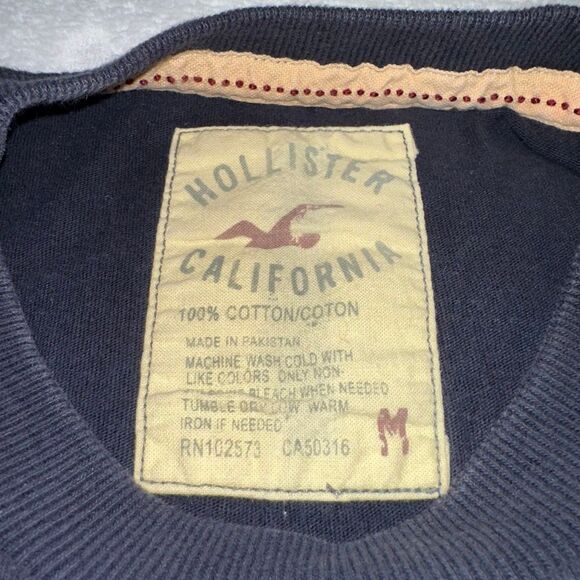 HOLLISTER
CALIFORNIA
100% COTTON/COTON
MADE IN PAKISTAN
MACHINE WASH COLD WITH
LIKE COLORS ONLY NON-
BLEACH WHEN NEEDED
TUMBLE DRY LOW WARM
IRON IF NEEDED
RN102573 CA50316 M